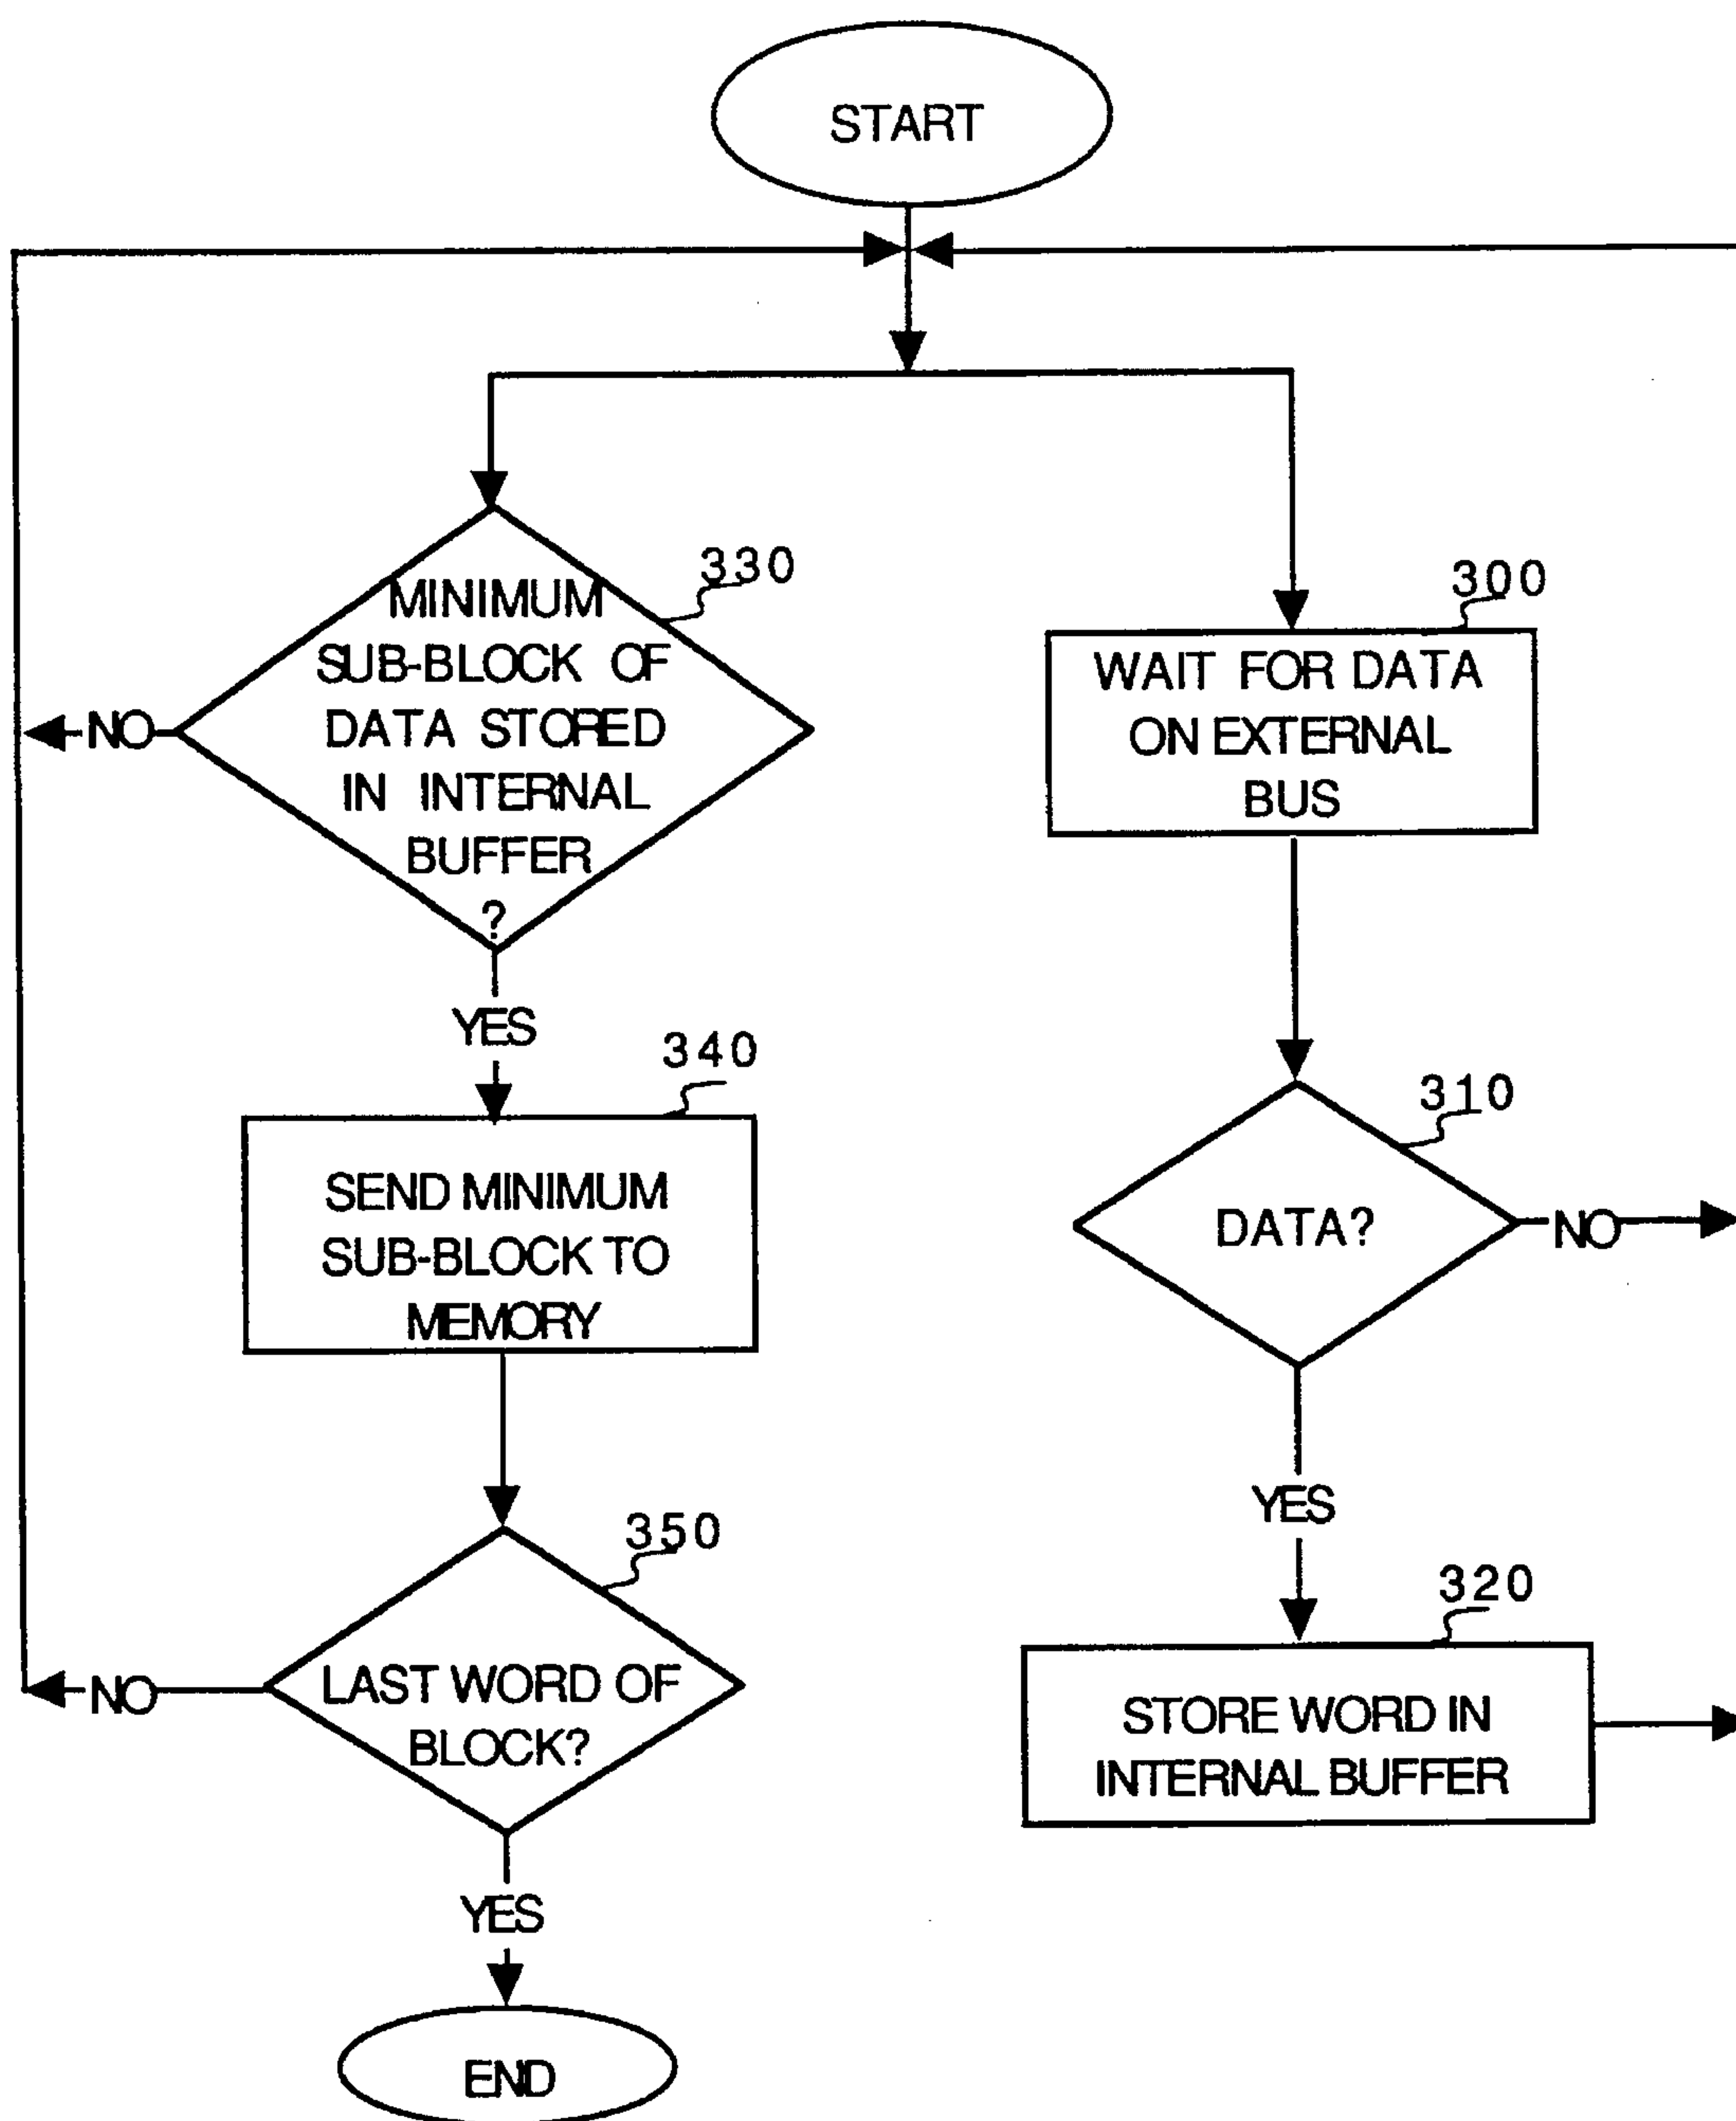 START
330
MINIMUM
SUB-BLOCK OF
DATA STORED
IN INTERNAL
BUFFER
?
NO
YES
340
SEND MINIMUM
SUB-BLOCK TO
MEMORY
350
LAST WORD OF
BLOCK?
NO
YES
END
300
WAIT FOR DATA
ON EXTERNAL
BUS
310
DATA?
NO
YES
320
STORE WORD IN
INTERNAL BUFFER